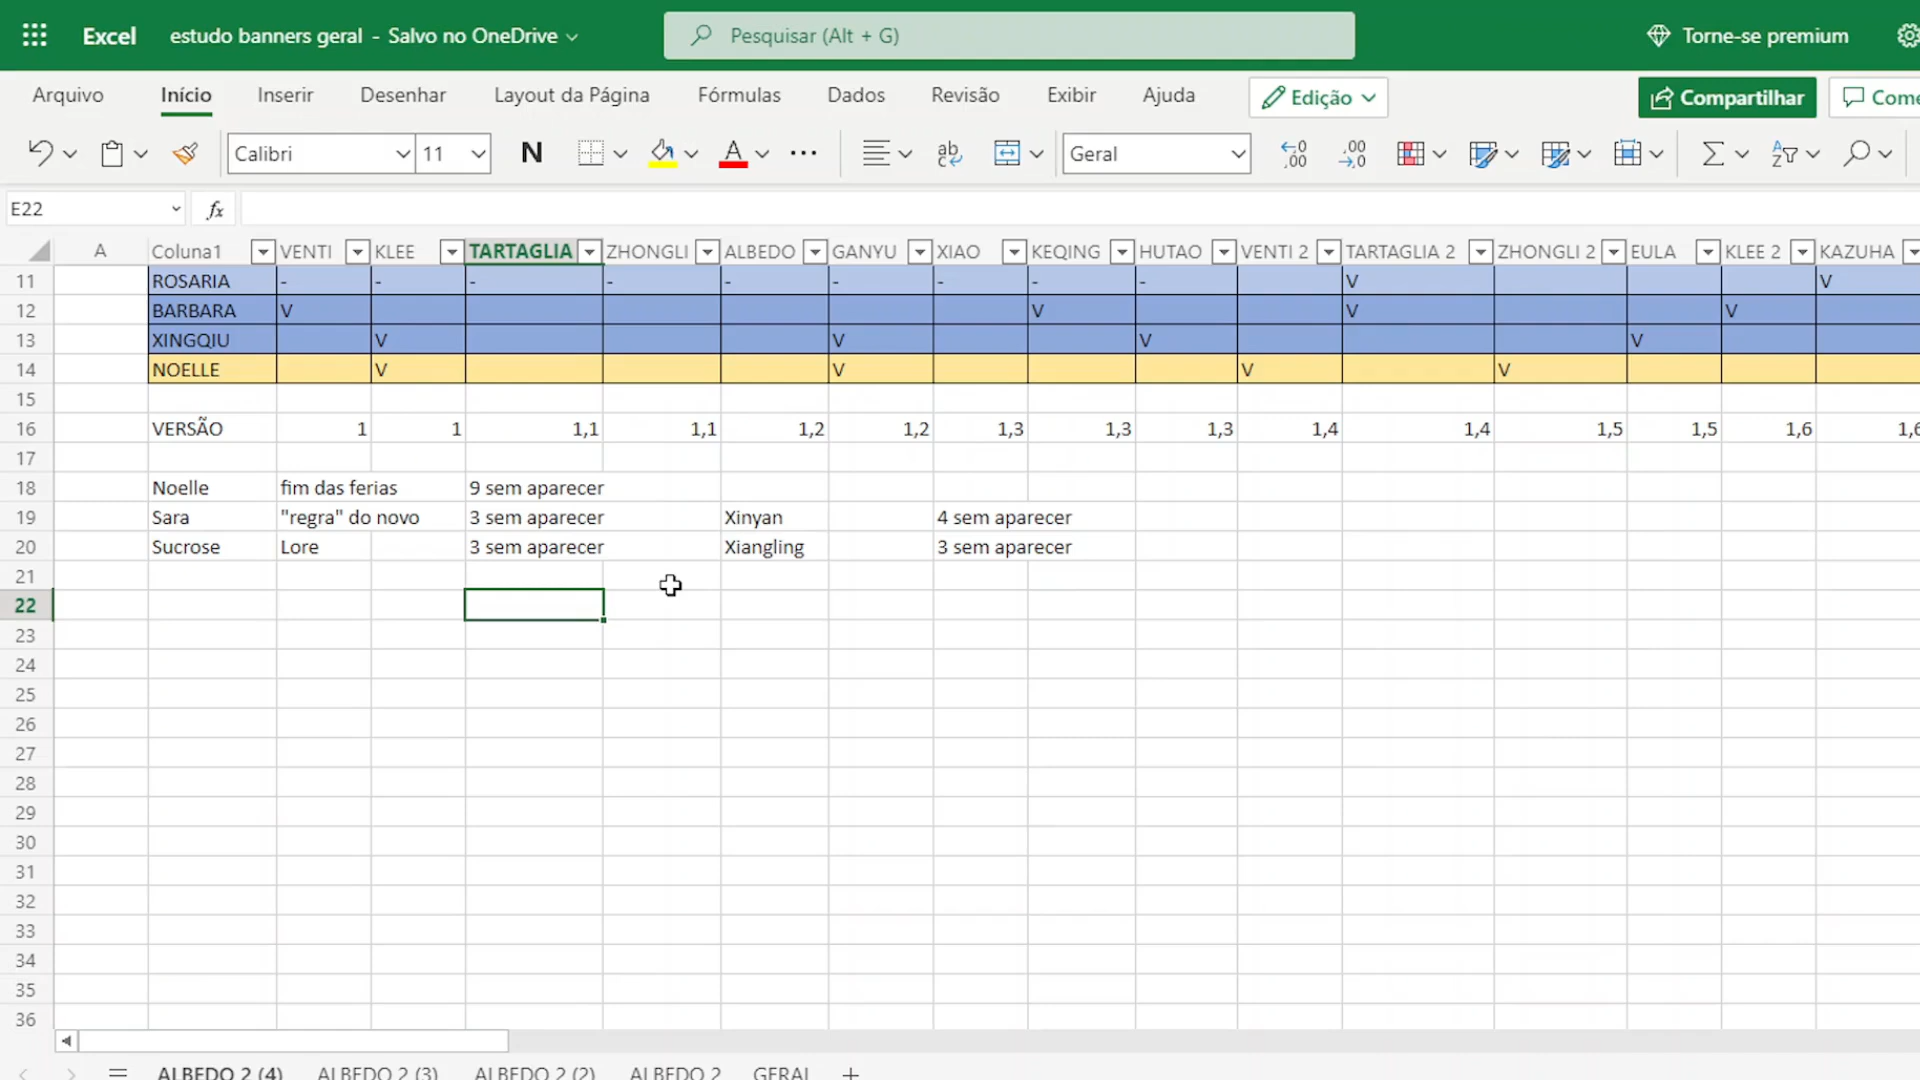 Excel estudo banners geral - Salvo no OneDrive Pesquisar (Alt + G) Torne-se premium
Arquivo Início Inserir Desenhar Layout da Página Fórmulas Dados Revisão Exibir Ajuda Edição Compartilhar Come
Calibri 11 N A ab Geral
E22 fx
A Coluna1 VENTI KLEE TARTAGLIA ZHONGLI ALBEDO GANYU XIAO KEQING HUTAO VENTI 2 TARTAGLIA 2 ZHONGLI 2 EULA KLEE 2 KAZUHA
11 ROSARIA - - - - - - - - - V V
12 BARBARA V V V V
13 XINGQIU V V V V
14 NOELLE V V V V
15
16 VERSÃO 1 1 1,1 1,1 1,2 1,2 1,3 1,3 1,3 1,4 1,4 1,5 1,5 1,6 1,6
17
18 Noelle fim das ferias 9 sem aparecer
19 Sara "regra" do novo 3 sem aparecer Xinyan 4 sem aparecer
20 Sucrose Lore 3 sem aparecer Xiangling 3 sem aparecer
21
22
23
24
25
26
27
28
29
30
31
32
33
34
35
36
ALBEDO 2 (4) ALBEDO 2 (3) ALBEDO 2 (2) ALBEDO 2 GERAL +